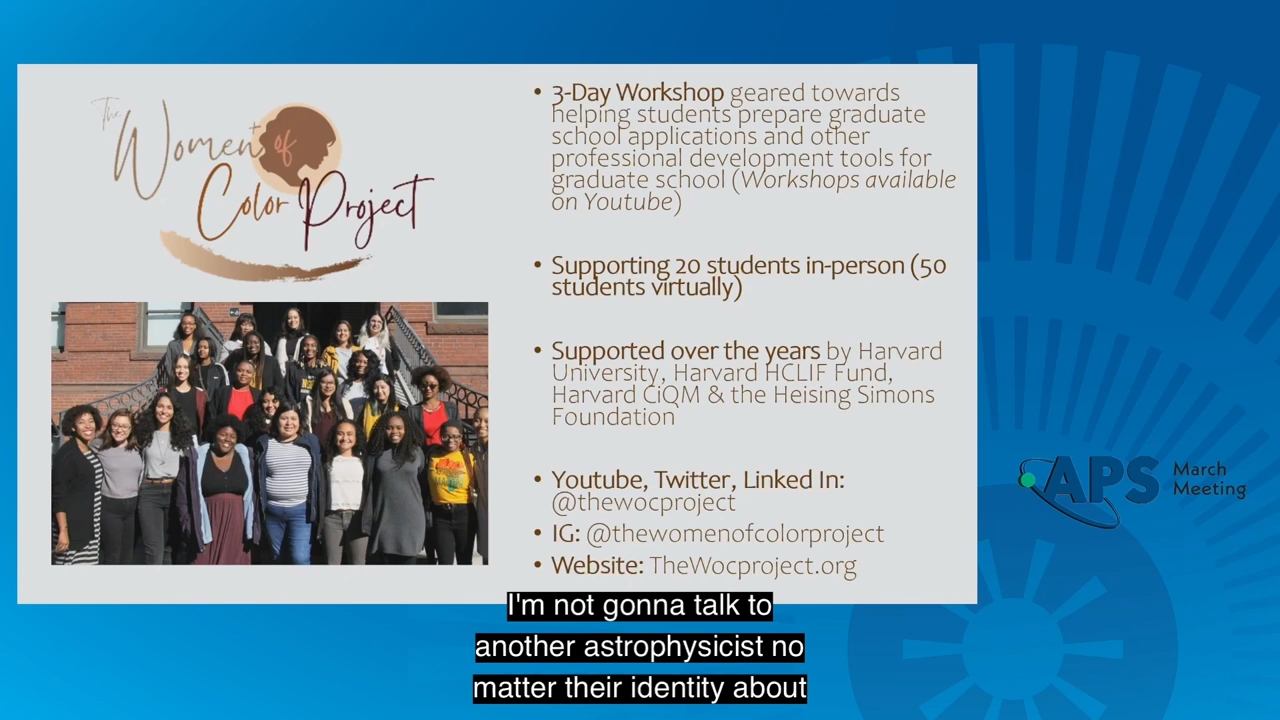 The
Women of
Color Project
• 3-Day Workshop geared towards
helping students prepare graduate
school applications and other
professional development tools for
graduate school (Workshops available
on Youtube)
• Supporting 20 students in-person (50
students virtually)
• Supported over the years by Harvard
University, Harvard HCLIF Fund,
Harvard CiQM & the Heising Simons
Foundation
• Youtube, Twitter, Linked In:
@thewocproject
• IG: @thewomenofcolorproject
• Website: TheWocproject.org
APS March
Meeting
I'm not gonna talk to
another astrophysicist no
matter their identity about